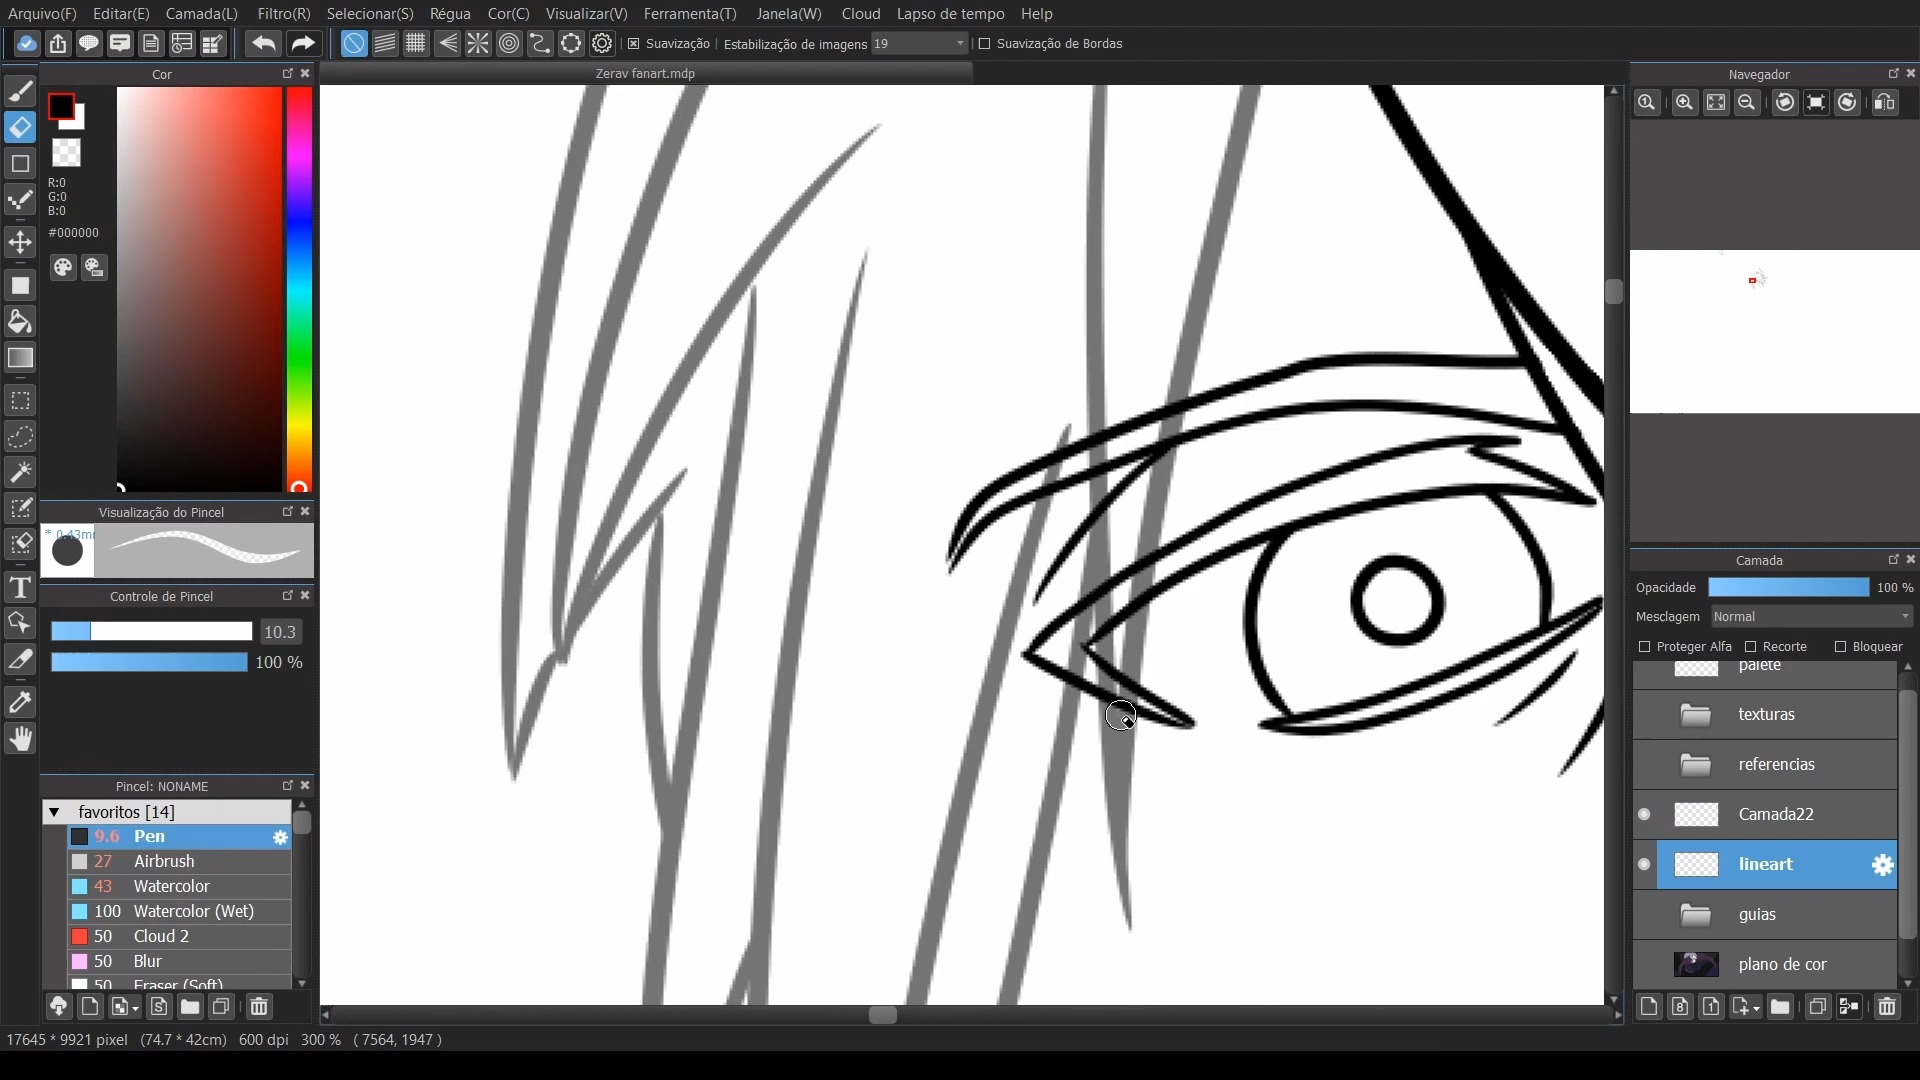 Arquivo(F) Editar(E) Camada(L) Filtro(R) Selecionar(S) Régua Cor(C) Visualizar(V) Ferramenta(T) Janela(W) Cloud Lapso de tempo Help
Suavização Estabilização de imagens 19 Suavização de Bordas
Cor
Zerav fanart.mdp
Navegador
R:0
G:0
B:0
#000000
Visualização do Pincel
* 0.43m
Controle de Pincel
10.3
100 %
Pincel: NONAME
favoritos [14]
9.6 Pen
27 Airbrush
43 Watercolor
100 Watercolor (Wet)
50 Cloud 2
50 Blur
50 Eraser (Soft)
Camada
Opacidade 100 %
Mesclagem Normal
Proteger Alfa Recorte Bloquear
palete
texturas
referencias
Camada22
lineart
guias
plano de cor
17645 * 9921 pixel (74.7 * 42cm) 600 dpi 300 % ( 7564, 1947 )